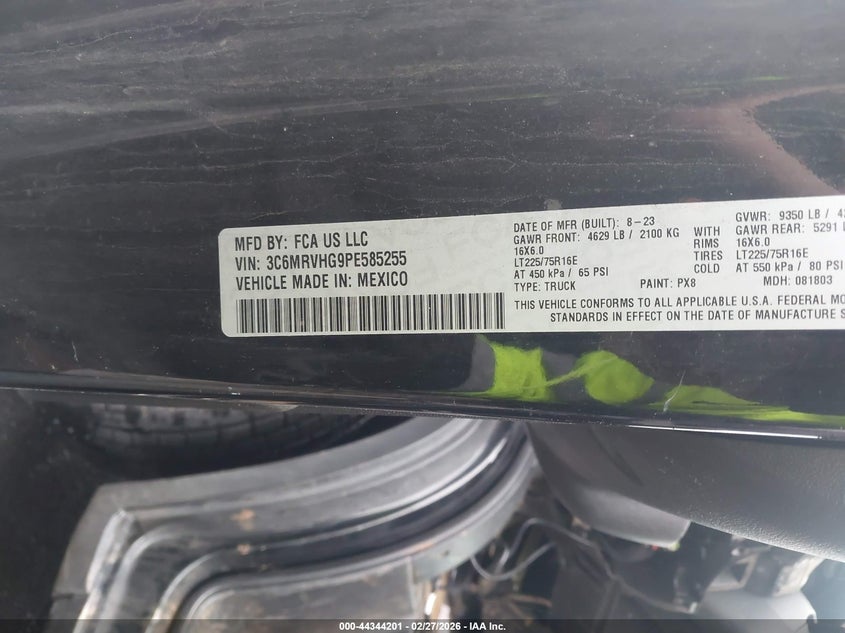 MFD BY: FCA US LLC
VIN: 3C6MRVHG9PE585255
VEHICLE MADE IN: MEXICO
DATE OF MFR (BUILT): 8-23
GAWR FRONT: 4629 LB / 2100 KG WITH
16X6.0 RIMS
LT225/75R16E TIRES
AT 450 kPa / 65 PSI COLD
TYPE: TRUCK PAINT: PX8
GVWR: 9350 LB /
GAWR REAR: 5291
16X6.0
LT225/75R16E
AT 550 kPa / 80 PSI
MDH: 081803
THIS VEHICLE CONFORMS TO ALL APPLICABLE U.S.A. FEDERAL
STANDARDS IN EFFECT ON THE DATE OF MANUFACTURE
000-44344201 - 02/27/2026 - IAA Inc.